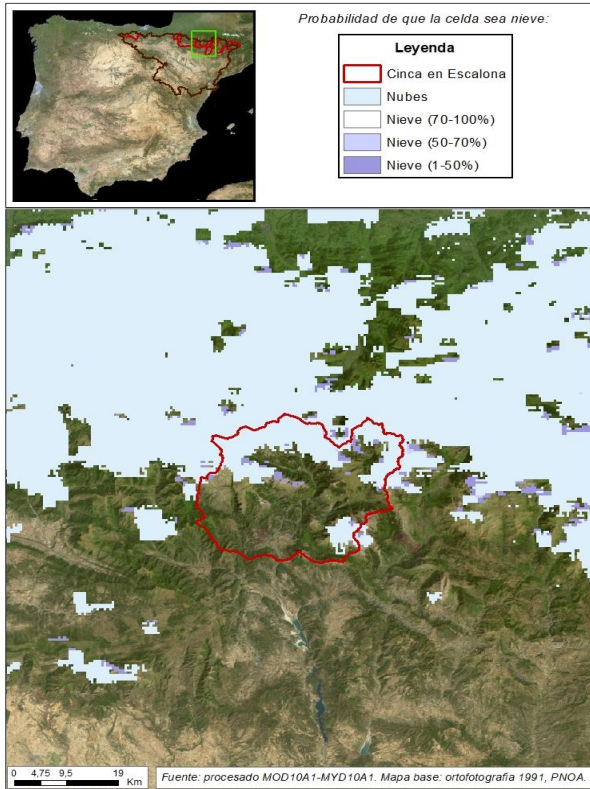 Probabilidad de que la celda sea nieve:
Leyenda
Cinca en Escalona
Nubes
Nieve (70-100%)
Nieve (50-70%)
Nieve (1-50%)
0 4,75 9,5 19
Km
Fuente: procesado MOD10A1-MYD10A1. Mapa base: ortofotografia 1991, PNOA.